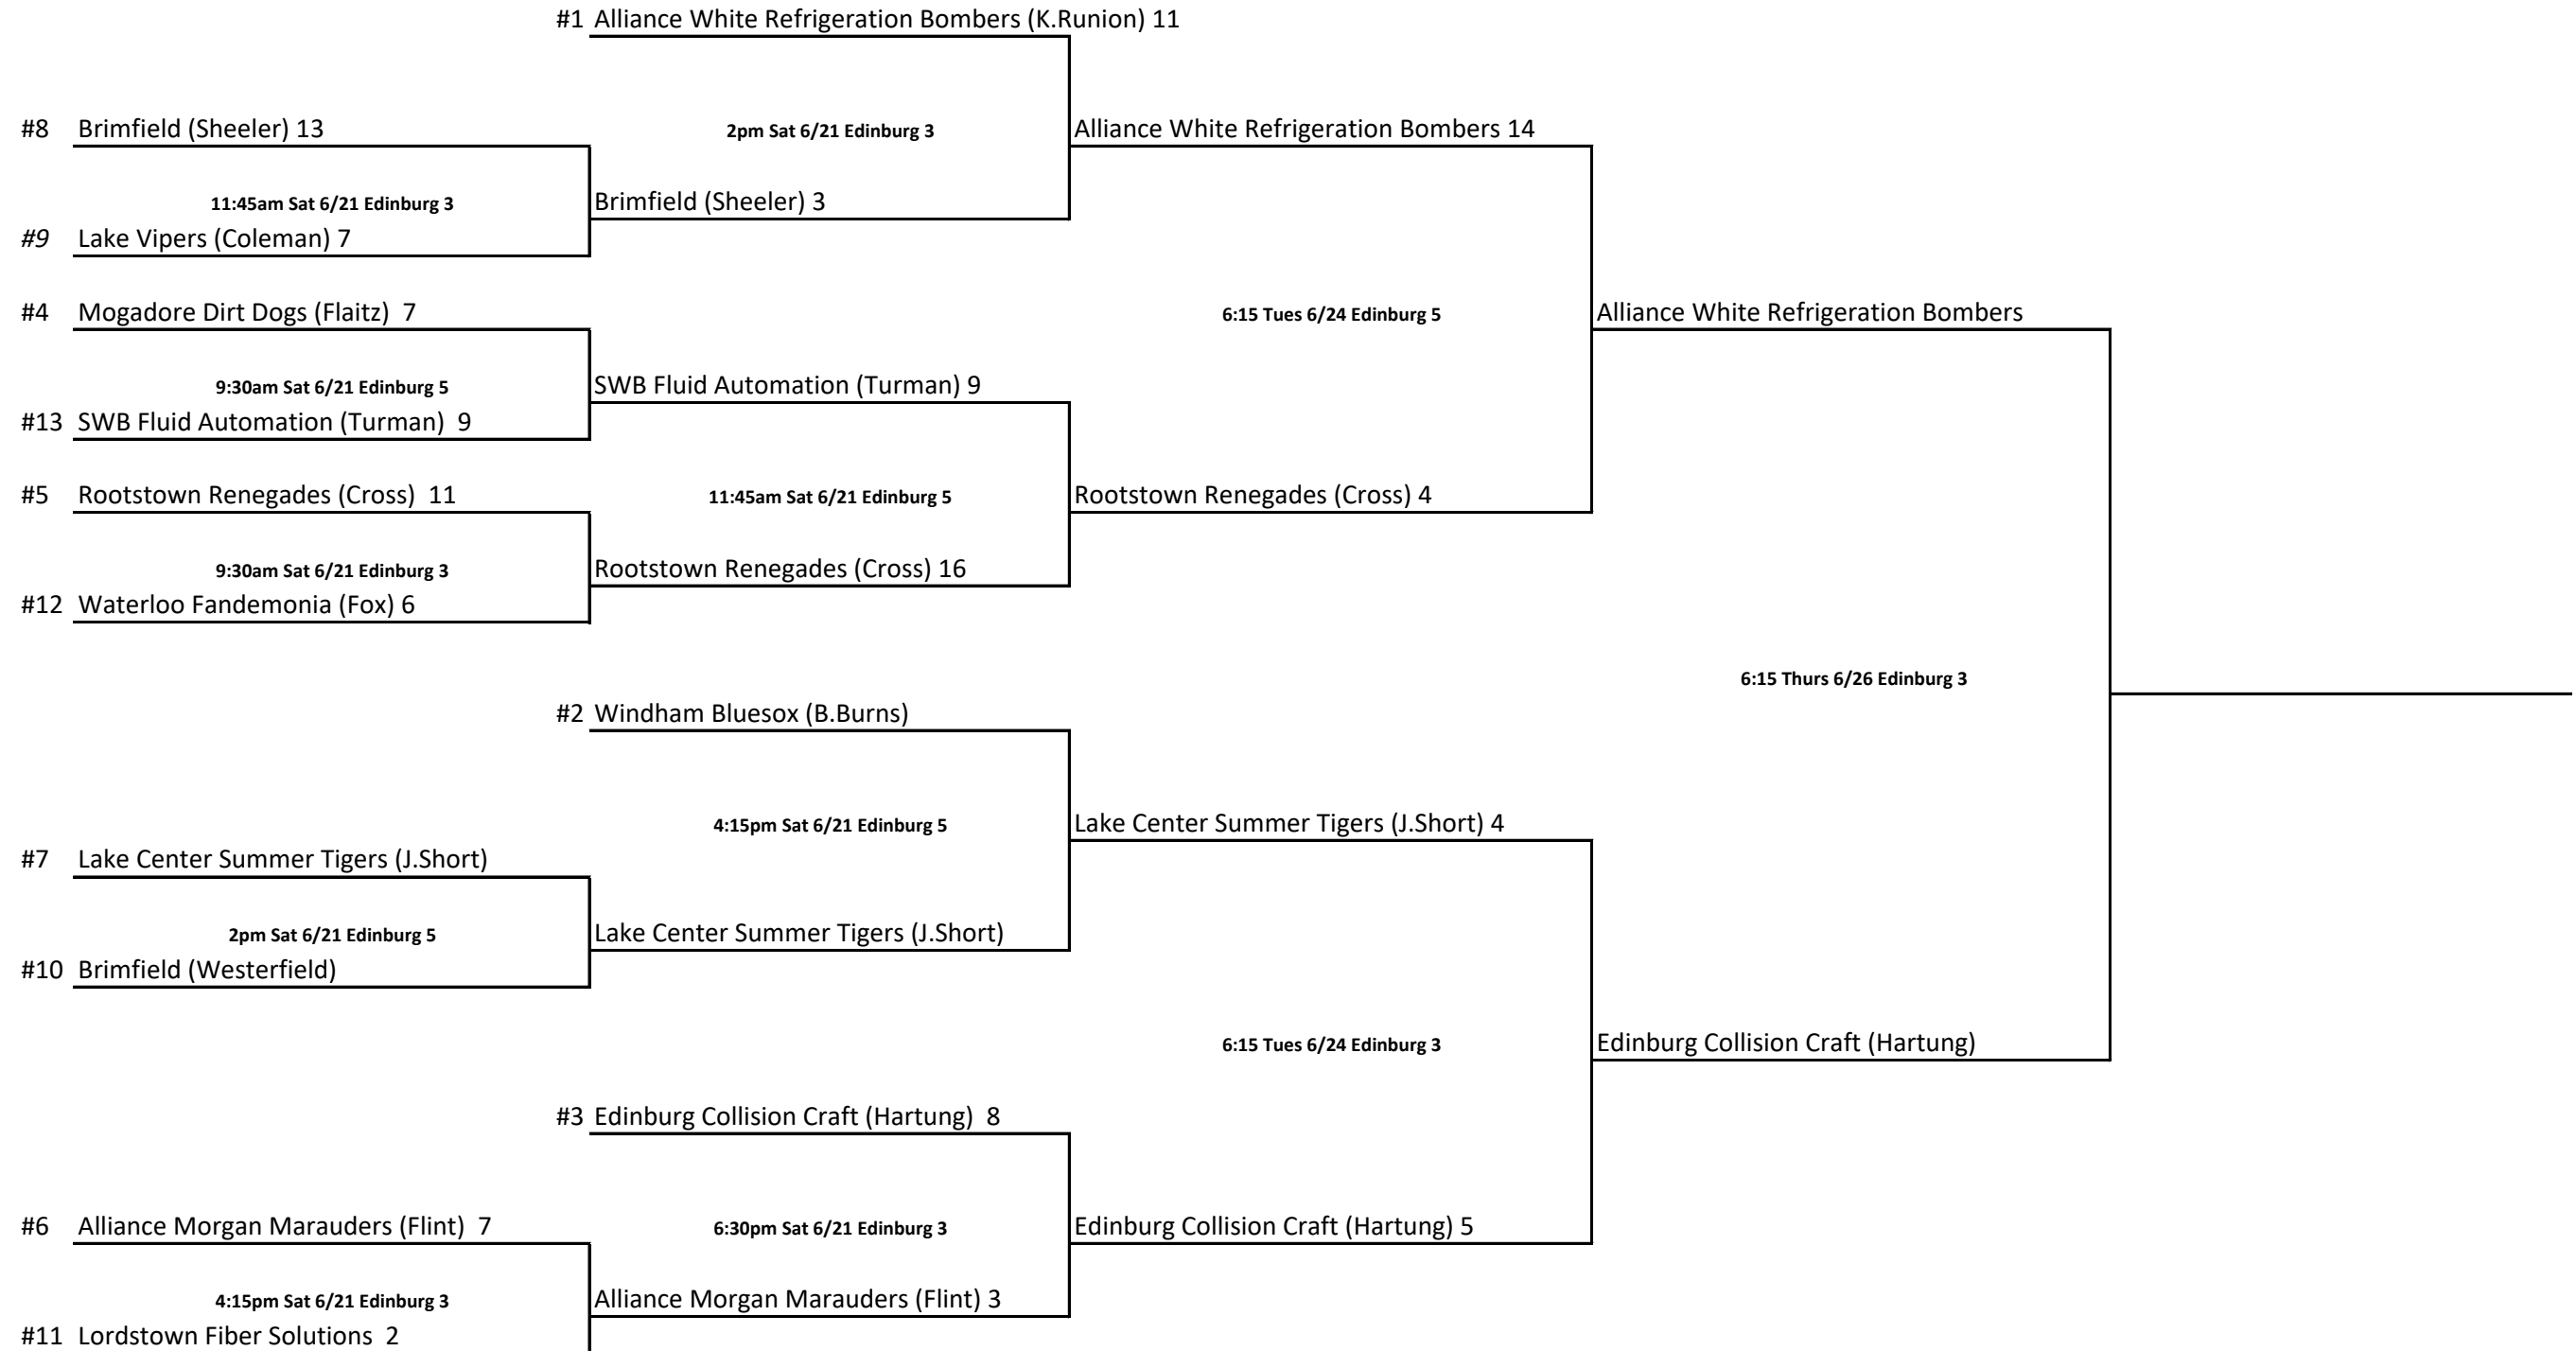 #1 Alliance White Refrigeration Bombers (K.Runion) 11
#8 Brimfield (Sheeler) 13
2pm Sat 6/21 Edinburg 3
Alliance White Refrigeration Bombers 14
11:45am Sat 6/21 Edinburg 3
Brimfield (Sheeler) 3
#9 Lake Vipers (Coleman) 7
#4 Mogadore Dirt Dogs (Flaitz) 7
6:15 Tues 6/24 Edinburg 5
Alliance White Refrigeration Bombers
9:30am Sat 6/21 Edinburg 5
SWB Fluid Automation (Turman) 9
#13 SWB Fluid Automation (Turman) 9
#5 Rootstown Renegades (Cross) 11
11:45am Sat 6/21 Edinburg 5
Rootstown Renegades (Cross) 4
9:30am Sat 6/21 Edinburg 3
Rootstown Renegades (Cross) 16
#12 Waterloo Fandemonia (Fox) 6
6:15 Thurs 6/26 Edinburg 3
#2 Windham Bluesox (B.Burns)
4:15pm Sat 6/21 Edinburg 5
Lake Center Summer Tigers (J.Short) 4
#7 Lake Center Summer Tigers (J.Short)
2pm Sat 6/21 Edinburg 5
Lake Center Summer Tigers (J.Short)
#10 Brimfield (Westerfield)
6:15 Tues 6/24 Edinburg 3
Edinburg Collision Craft (Hartung)
#3 Edinburg Collision Craft (Hartung) 8
#6 Alliance Morgan Marauders (Flint) 7
6:30pm Sat 6/21 Edinburg 3
Edinburg Collision Craft (Hartung) 5
4:15pm Sat 6/21 Edinburg 3
Alliance Morgan Marauders (Flint) 3
#11 Lordstown Fiber Solutions 2